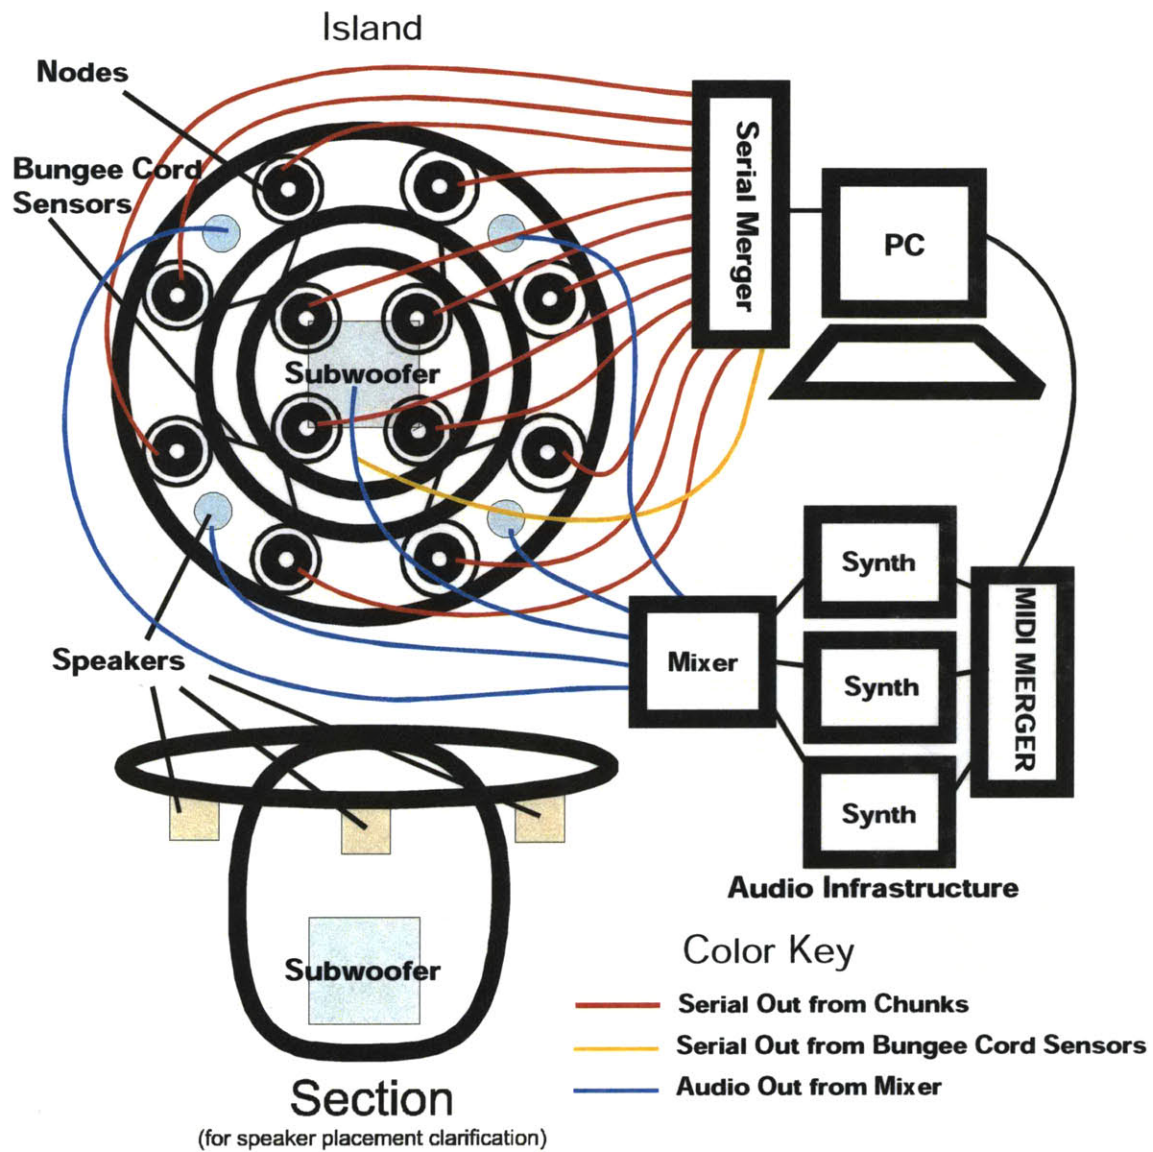 Island
Nodes
Bungee Cord
Sensors
Serial Merger
PC
Subwoofer
Synth
MIDI MERGER
Mixer
Synth
Speakers
Synth
Audio Infrastructure
Subwoofer
Color Key
Serial Out from Chunks
Serial Out from Bungee Cord Sensors
Audio Out from Mixer
Section
(for speaker placement clarification)